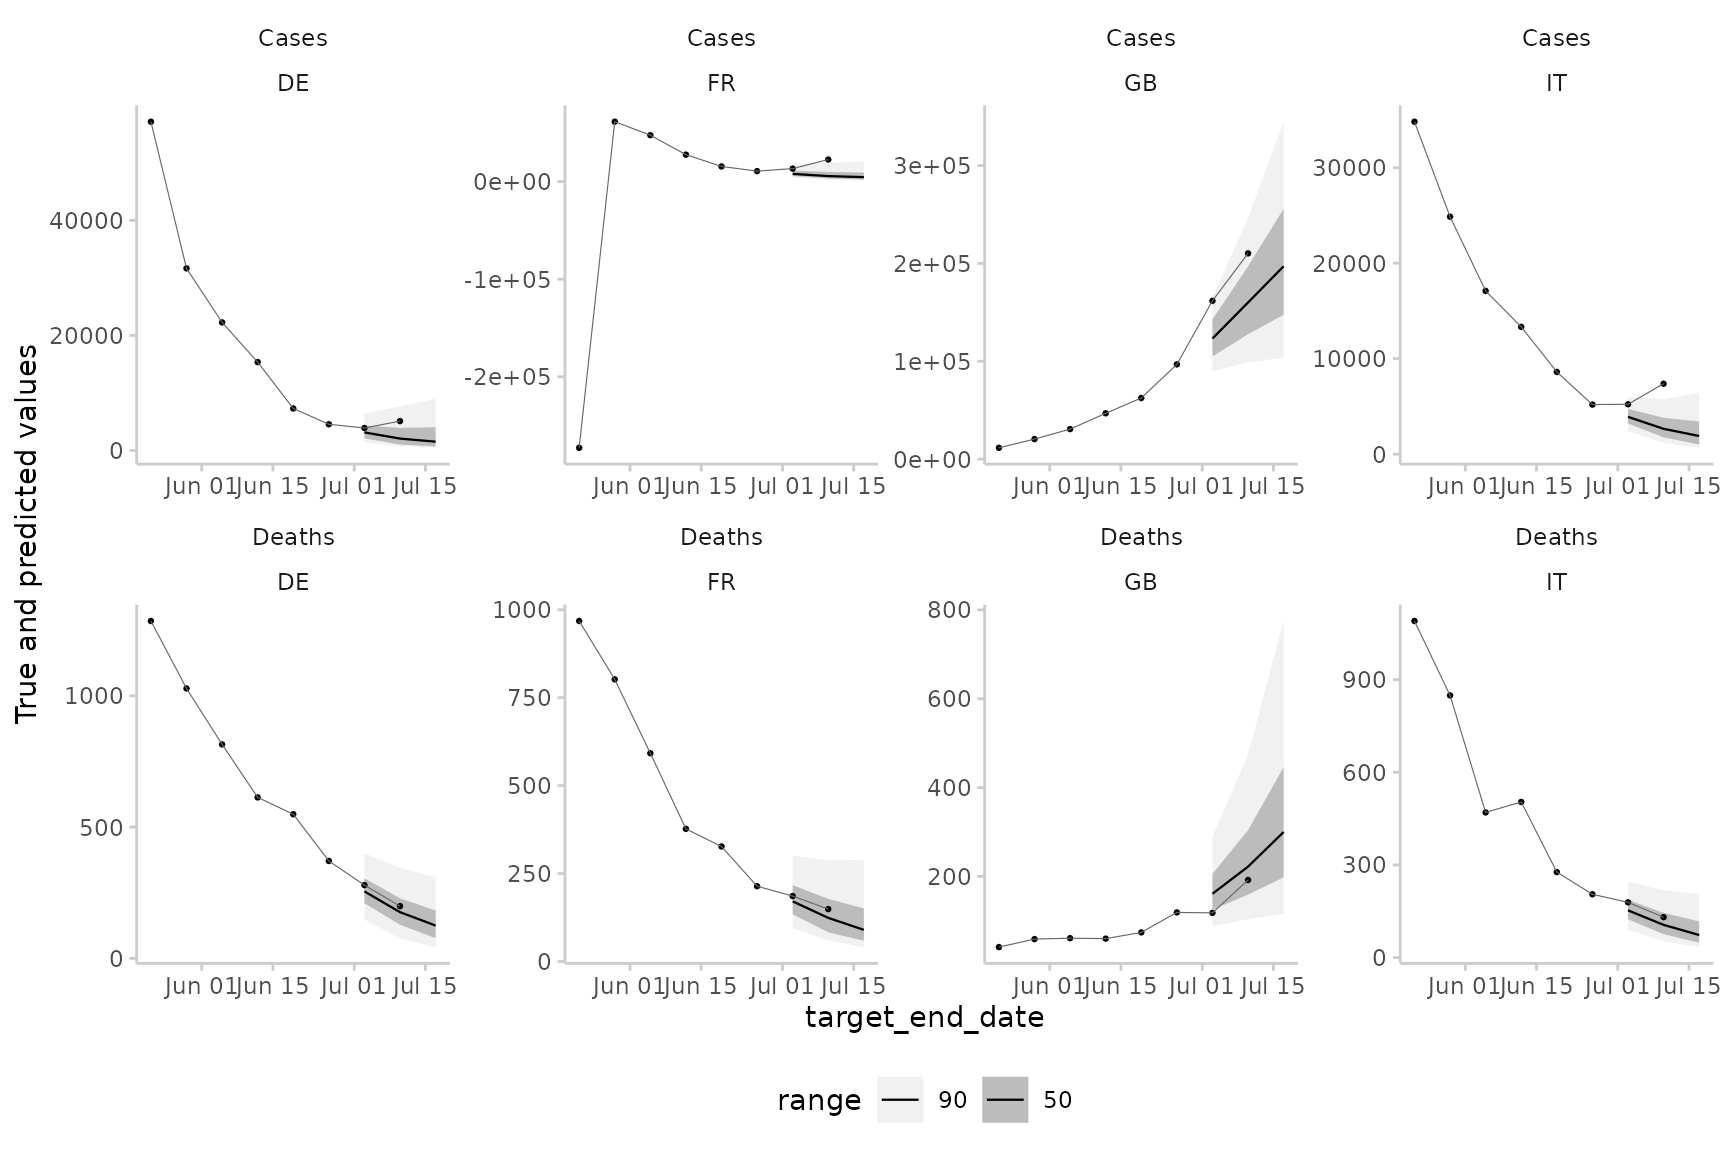 Cases Cases Cases Cases
DE FR GB IT
40000
20000
0
0e+00
-1e+05
-2e+05
3e+05
2e+05
1e+05
0e+00
30000
20000
10000
0
Jun 01 Jun 15 Jul 01 Jul 15 Jun 01 Jun 15 Jul 01 Jul 15 Jun 01 Jun 15 Jul 01 Jul 15 Jun 01 Jun 15 Jul 01 Jul 15
True and predicted values
Deaths Deaths Deaths Deaths
DE FR GB IT
1000
500
0
1000
750
500
250
0
800
600
400
200
900
600
300
0
Jun 01 Jun 15 Jul 01 Jul 15 Jun 01 Jun 15 Jul 01 Jul 15 Jun 01 Jun 15 Jul 01 Jul 15 Jun 01 Jun 15 Jul 01 Jul 15
target_end_date
range 90 50